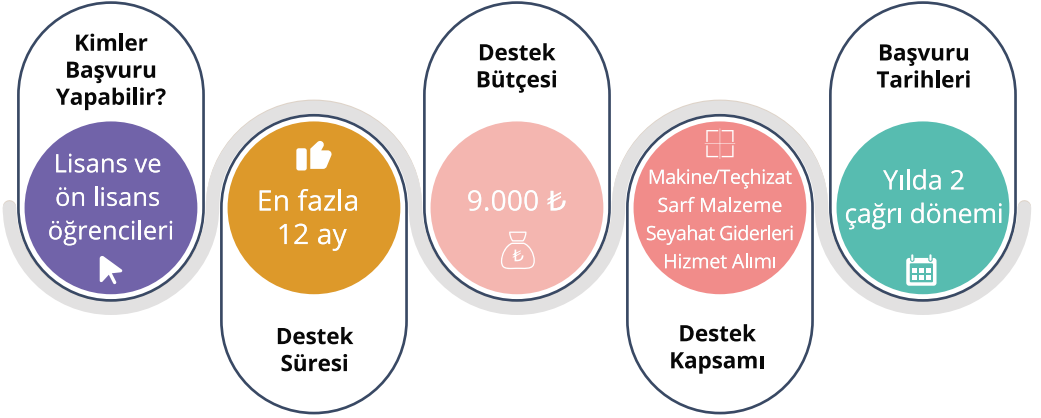 Kimler
Başvuru
Yapabilir?
Lisans ve
ön lisans
öğrencileri
En fazla
12 ay
Destek
Süresi
Destek
Bütçesi
9.000 ₺
₺
Makine/Teçhizat
Sarf Malzeme
Seyahat Giderleri
Hizmet Alımı
Destek
Kapsamı
Başvuru
Tarihleri
Yılda 2
çağrı dönemi